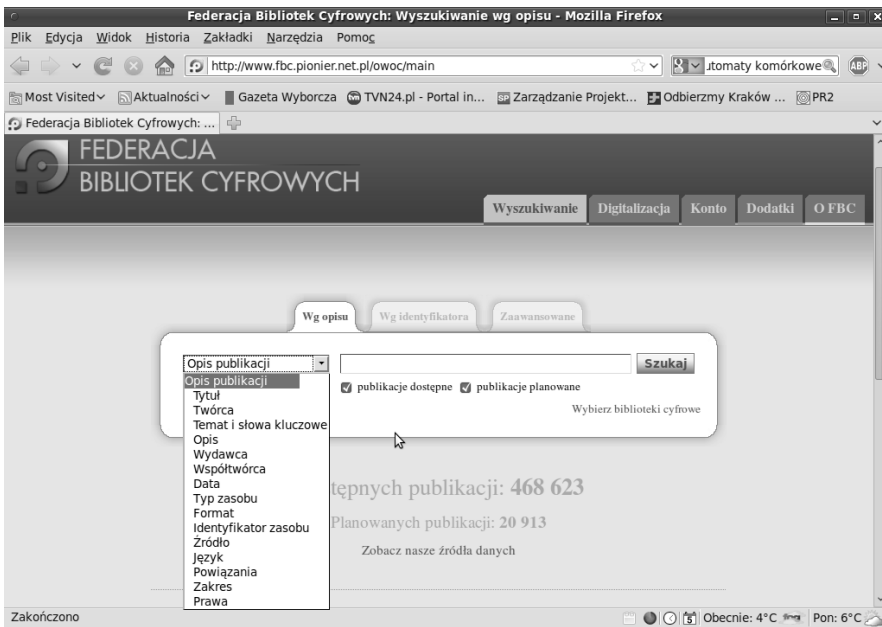 Federacja Bibliotek Cyfrowych: Wyszukiwanie wg opisu - Mozilla Firefox
Plik Edycja Widok Historia Zakładki Narzędzia Pomoc
http://www.fbc.pionier.net.pl/owoc/main
tomaty komórkowe
ABP
Most Visited Aktualności Gazeta Wyborcza TVN24.pl - Portal in... Zarządzanie Projekt... Odbierzmy Kraków ... PR2
Federacja Bibliotek Cyfrowych: ...
FEDERACJA
BIBLIOTEK CYFROWYCH
Wyszukiwanie Digitalizacja Konto Dodatki O FBC
Wg opisu Wg identyfikatora Zaawansowane
Opis publikacji Szukaj
Opis publikacji publikacje dostępne publikacje planowane
Tytuł
Twórca Wybierz biblioteki cyfrowe
Temat i słowa kluczowe
Opis
Wydawca
Współtwórca
Data tępnych publikacji: 468 623
Typ zasobu
Format
Identyfikator zasobu Planowanych publikacji: 20 913
Źródło
Język Zobacz nasze źródła danych
Powiązania
Zakres
Prawa
Zakończono 5 Obecnie: 4°C Pon: 6°C